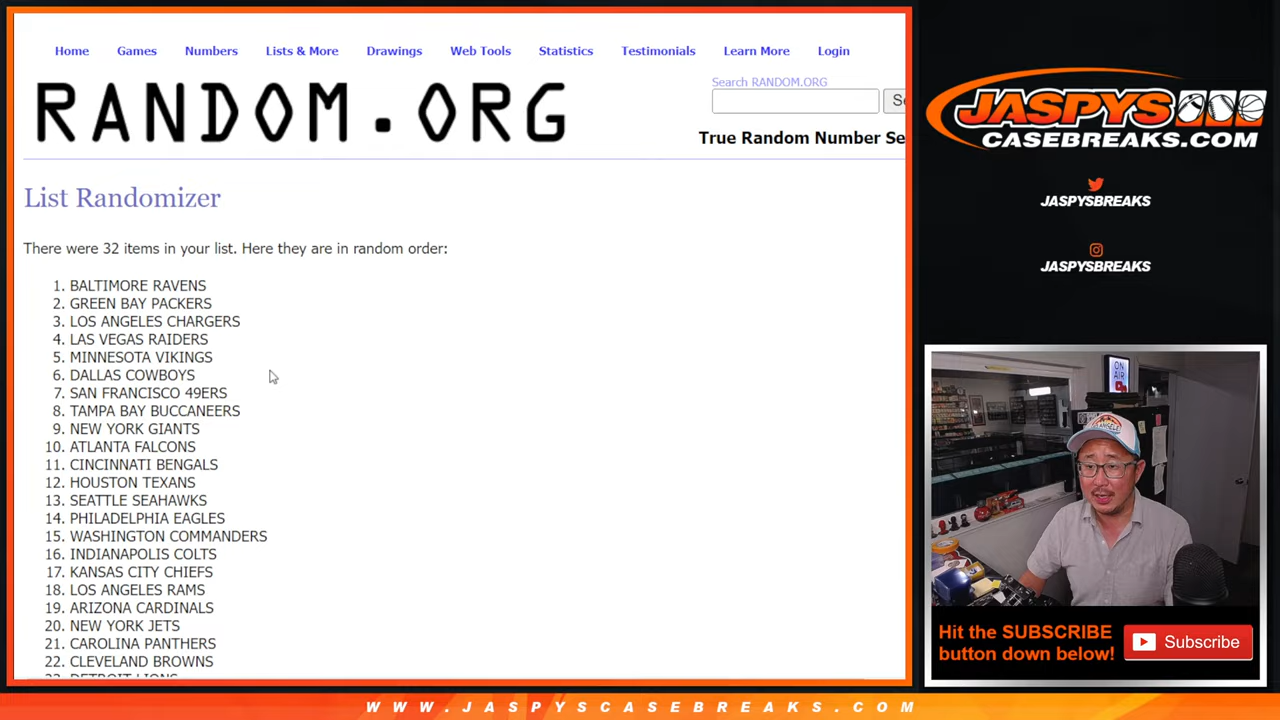 Home Games Numbers Lists & More Drawings Web Tools Statistics Testimonials Learn More Login
Search RANDOM.ORG
RANDOM.ORG
True Random Number Se
List Randomizer
There were 32 items in your list. Here they are in random order:
1. BALTIMORE RAVENS
2. GREEN BAY PACKERS
3. LOS ANGELES CHARGERS
4. LAS VEGAS RAIDERS
5. MINNESOTA VIKINGS
6. DALLAS COWBOYS
7. SAN FRANCISCO 49ERS
8. TAMPA BAY BUCCANEERS
9. NEW YORK GIANTS
10. ATLANTA FALCONS
11. CINCINNATI BENGALS
12. HOUSTON TEXANS
13. SEATTLE SEAHAWKS
14. PHILADELPHIA EAGLES
15. WASHINGTON COMMANDERS
16. INDIANAPOLIS COLTS
17. KANSAS CITY CHIEFS
18. LOS ANGELES RAMS
19. ARIZONA CARDINALS
20. NEW YORK JETS
21. CAROLINA PANTHERS
22. CLEVELAND BROWNS
23. DETROIT LIONS
JASPYS
CASEBREAKS.COM
JASPYSBREAKS
JASPYSBREAKS
ON
AIR
Hit the SUBSCRIBE
button down below!
Subscribe
WWW.JASPYSCASEBREAKS.COM